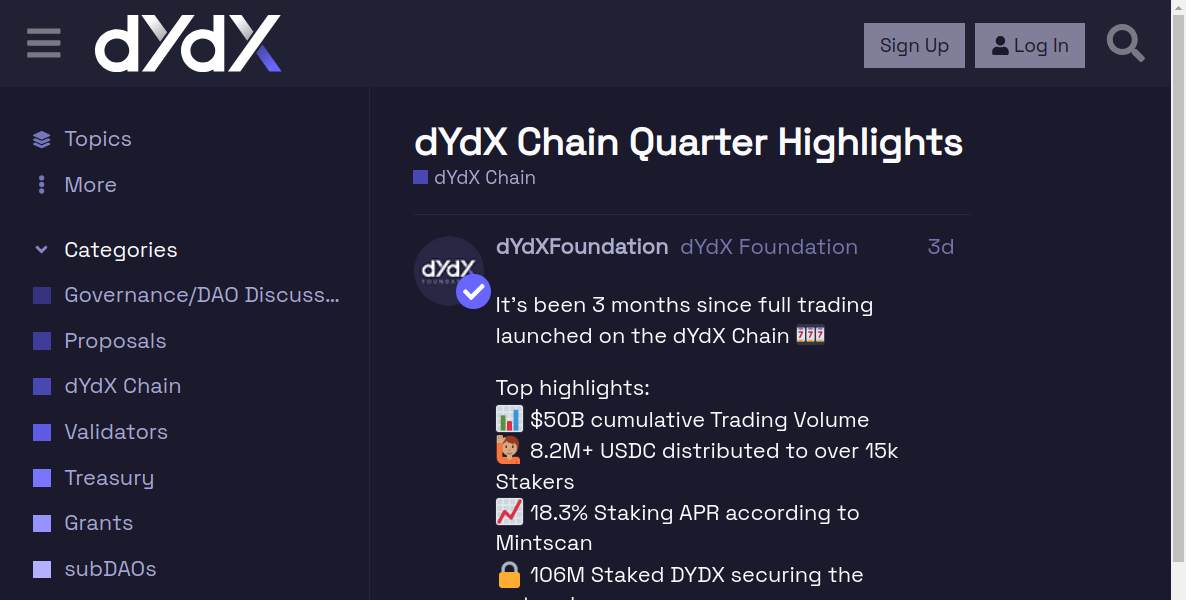 dYdX
Sign Up
Log In
Topics
More
Categories
Governance/DAO Discuss...
Proposals
dYdX Chain
Validators
Treasury
Grants
subDAOs
dYdX Chain Quarter Highlights
dYdX Chain
dYdX
FOUNDATION
dYdXFoundation dYdX Foundation 3d
It's been 3 months since full trading
launched on the dYdX Chain 🎰
Top highlights:
📊 $50B cumulative Trading Volume
🙋🏽 8.2M+ USDC distributed to over 15k
Stakers
📈 18.3% Staking APR according to
Mintscan
🔒 106M Staked DYDX securing the